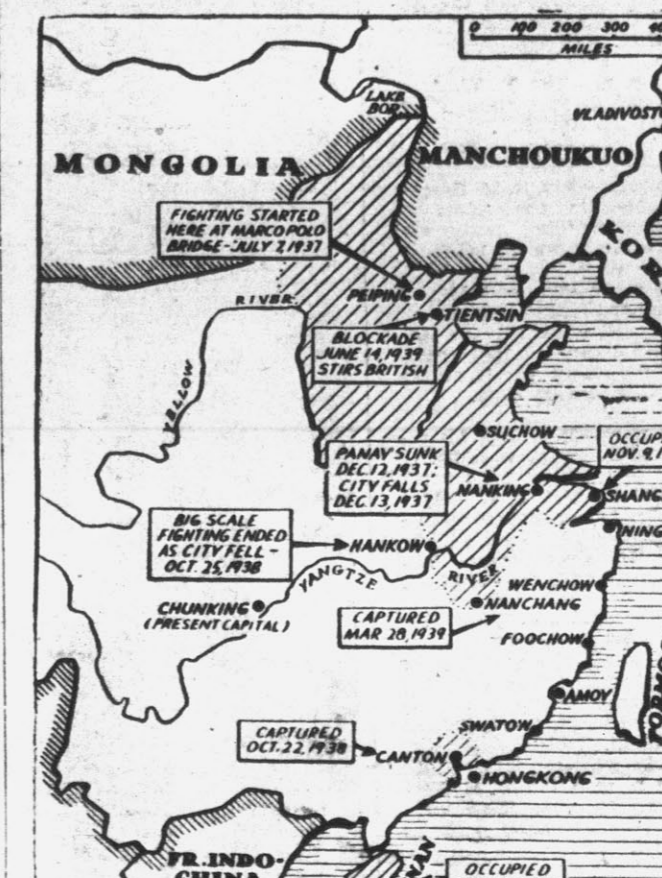 0 100 200 300
MILES
LAKE
BOR
VLADIVOST
MONGOLIA
MANCHOUKUO
KOR
FIGHTING STARTED
HERE AT MARCO POLO
BRIDGE-JULY 7, 1937
PEIPING
RIVER
TIENTSIN
BLOCKADE
JUNE 14, 1939
STIRS BRITISH
YELLOW
SUCHOW
OCCUP
NOV. 9, 1
PANAY SUNK
DEC 12, 1937;
CITY FALLS
DEC 13, 1937
NANKING
SHANG
BIG SCALE
FIGHTING ENDED
AS CITY FELL -
OCT. 25, 1938
HANKOW
NING
YANGTZE
RIVER
WENCHOW
CHUNKING
(PRESENT CAPITAL)
NANCHANG
CAPTURED
MAR 28, 1939
FOOCHOW
FORMO
AMOY
CAPTURED
OCT. 22, 1938
SWATOW
CANTON
HONGKONG
FR. INDO-
CHINA
NAN
OCCUPIED